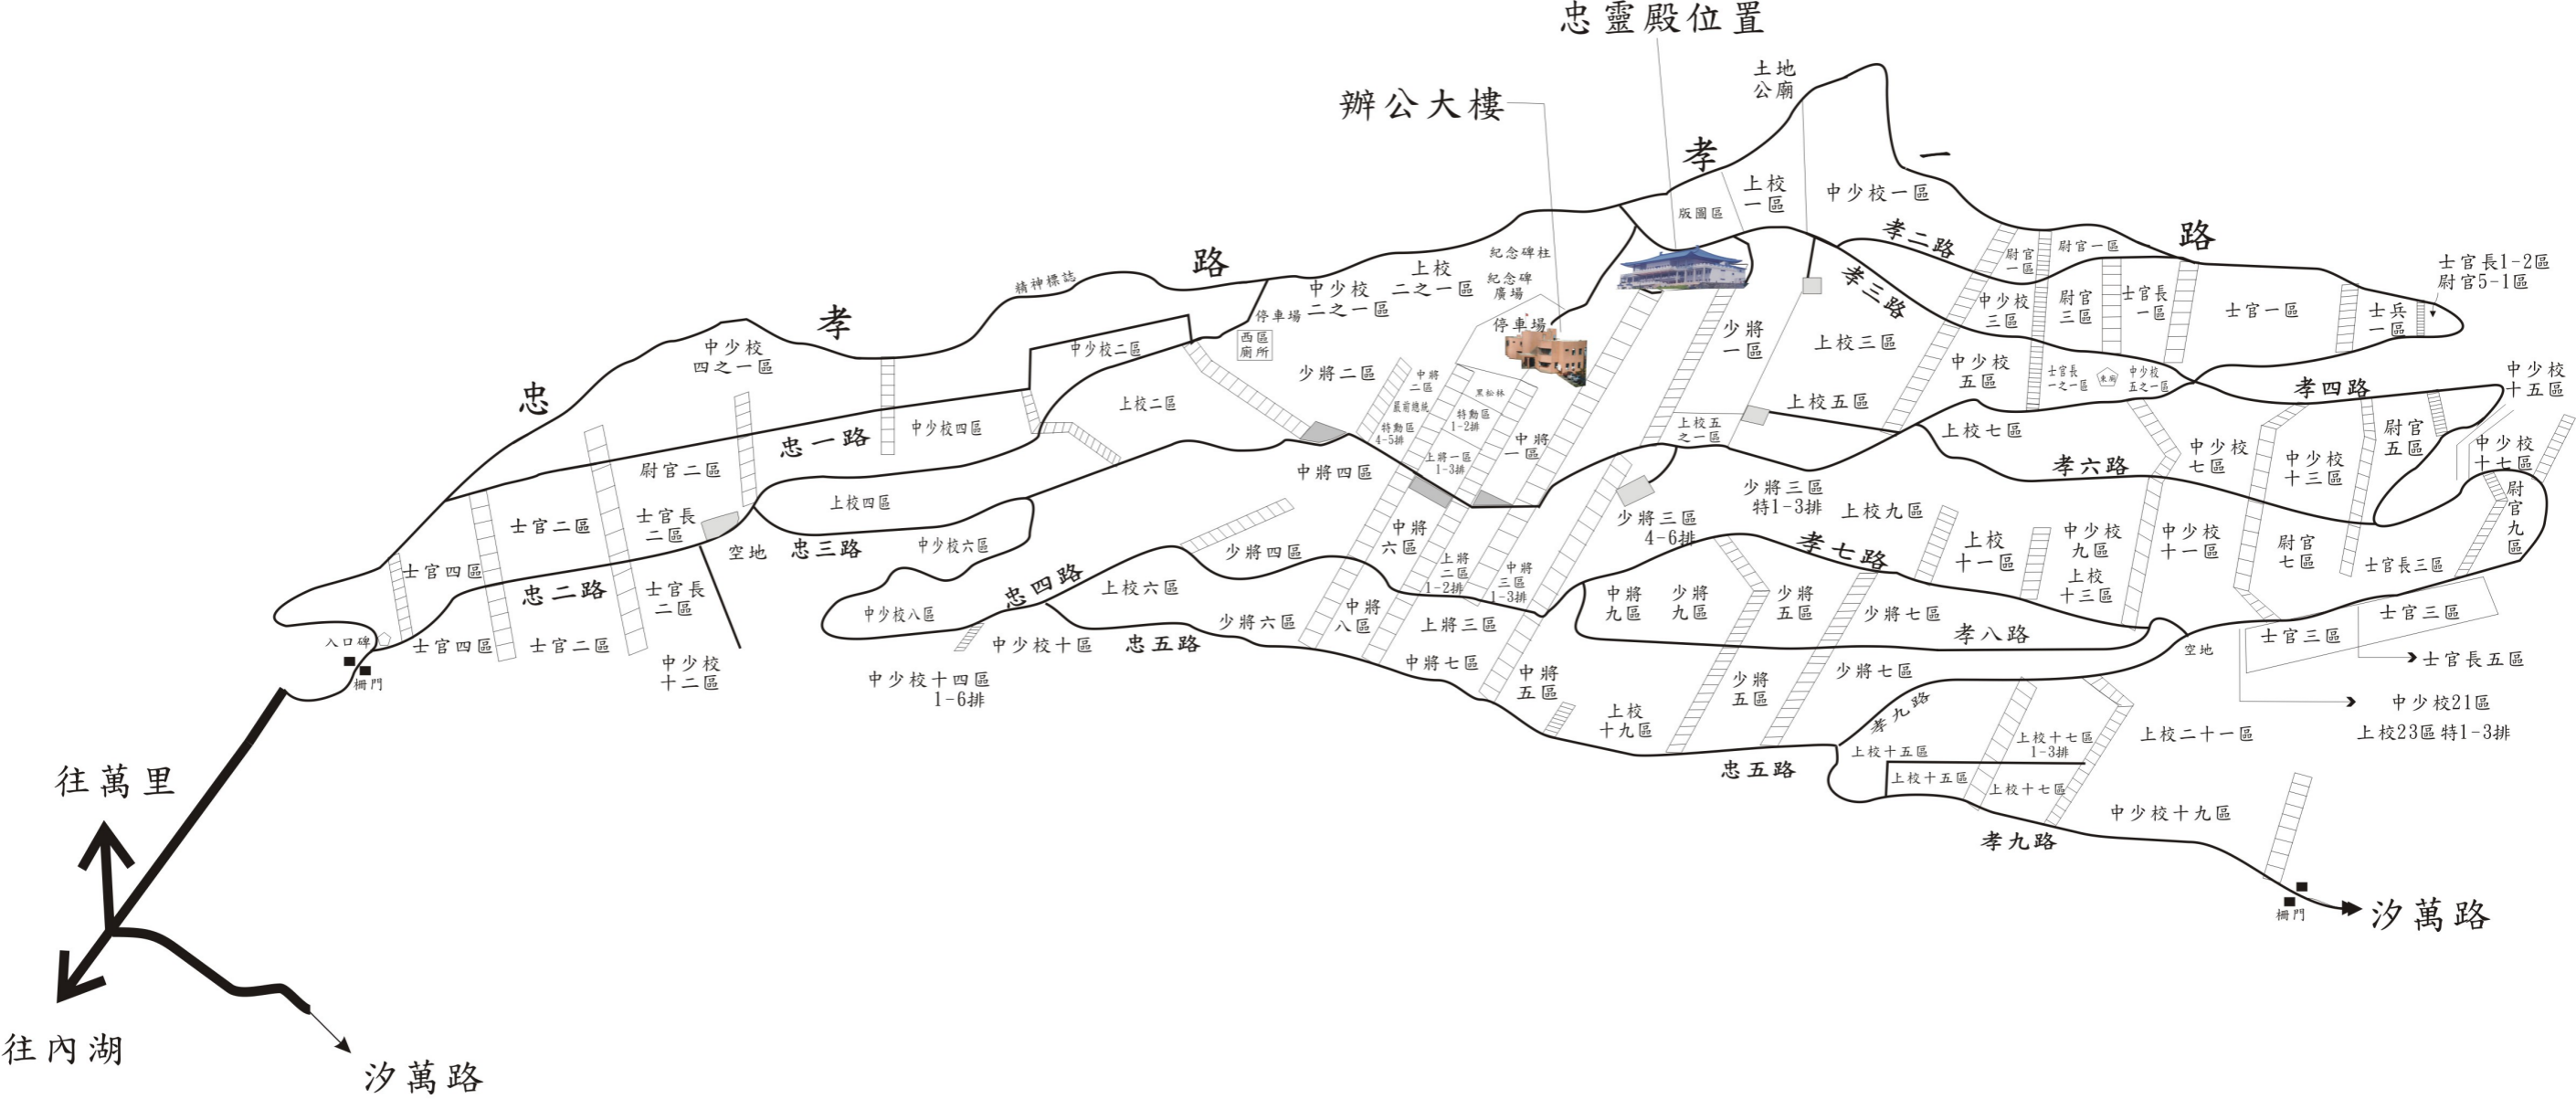 忠靈殿位置
土地
公廟
辦公大樓
孝
一
路
上校
一區
中少校一區
版圖區
孝二路
尉官
一區
尉官一區
士官長1-2區
尉官5-1區
紀念碑柱
紀念碑
廣場
停車場
上校
二之一區
中少校
二之一區
路
精神標誌
孝
忠
停車場
西區
廁所
中少校
四之一區
中少校二區
孝三路
中少校
三區
尉官
三區
士官長
一區
士官一區
士兵
一區
少將
一區
上校三區
中少校
五區
士官長
一之一區
東廁
中少校
五之一區
孝四路
中少校
十五區
少將二區
中將
二區
嚴前總統
特勳區
4-5排
黑松林
特勳區
1-2排
上將一區
1-3排
中將
一區
上校五區
上校五
之一區
上校七區
孝六路
中少校
七區
中少校
十三區
尉官
五區
中少校
十七區
尉
官
九
區
上校二區
中少校四區
忠一路
尉官二區
上校四區
中將四區
少將三區
特1-3排
少將三區
4-6排
上校九區
士官二區
士官長
二區
空地
忠三路
中少校六區
少將四區
中將
六區
上將
二區
1-2排
中將
三區
1-3排
孝七路
上校
十一區
中少校
九區
上校
十三區
中少校
十一區
尉官
七區
士官長三區
士官四區
忠二路
士官長
二區
忠四路
上校六區
中少校八區
少將六區
中將
八區
上將三區
中將
九區
少將
九區
少將
五區
少將七區
孝八路
士官三區
士官三區
入口碑
柵門
士官四區
士官二區
中少校
十二區
中少校十區
忠五路
中少校十四區
1-6排
中將七區
中將
五區
少將
五區
少將七區
空地
士官長五區
中少校21區
上校23區特1-3排
上校
十九區
孝九路
上校十五區
上校十七區
1-3排
上校二十一區
忠五路
上校十五區
上校十七區
中少校十九區
孝九路
柵門
汐萬路
往萬里
往內湖
汐萬路